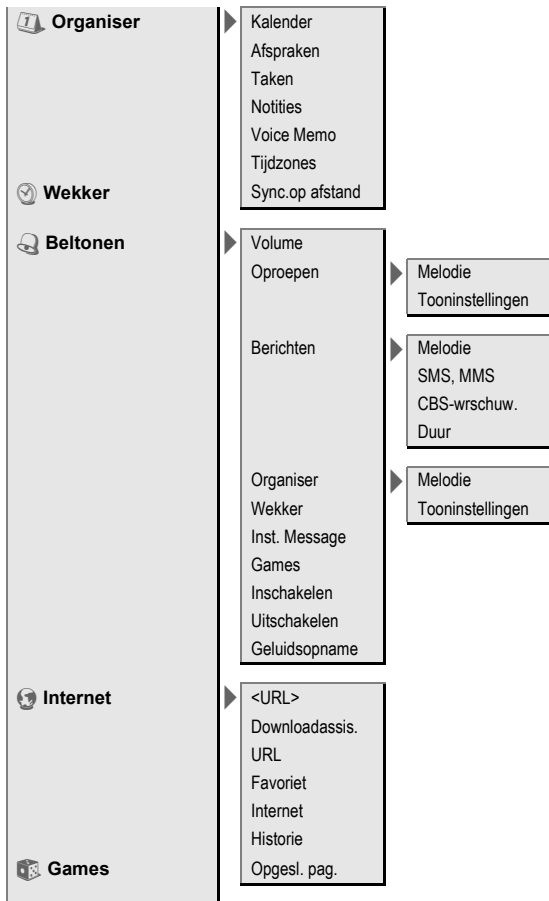 Organiser
Kalender
Afspraken
Taken
Notities
Voice Memo
Tijdzones
Wekker
Sync.op afstand
Beltonen
Volume
Oproepen
Melodie
Tooninstellingen
Berichten
Melodie
SMS, MMS
CBS-wrschuw.
Duur
Organiser
Melodie
Wekker
Tooninstellingen
Inst. Message
Games
Inschakelen
Uitschakelen
Geluidsopname
Internet
<URL>
Downloadassis.
URL
Favoriet
Internet
Historie
Games
Opgesl. pag.